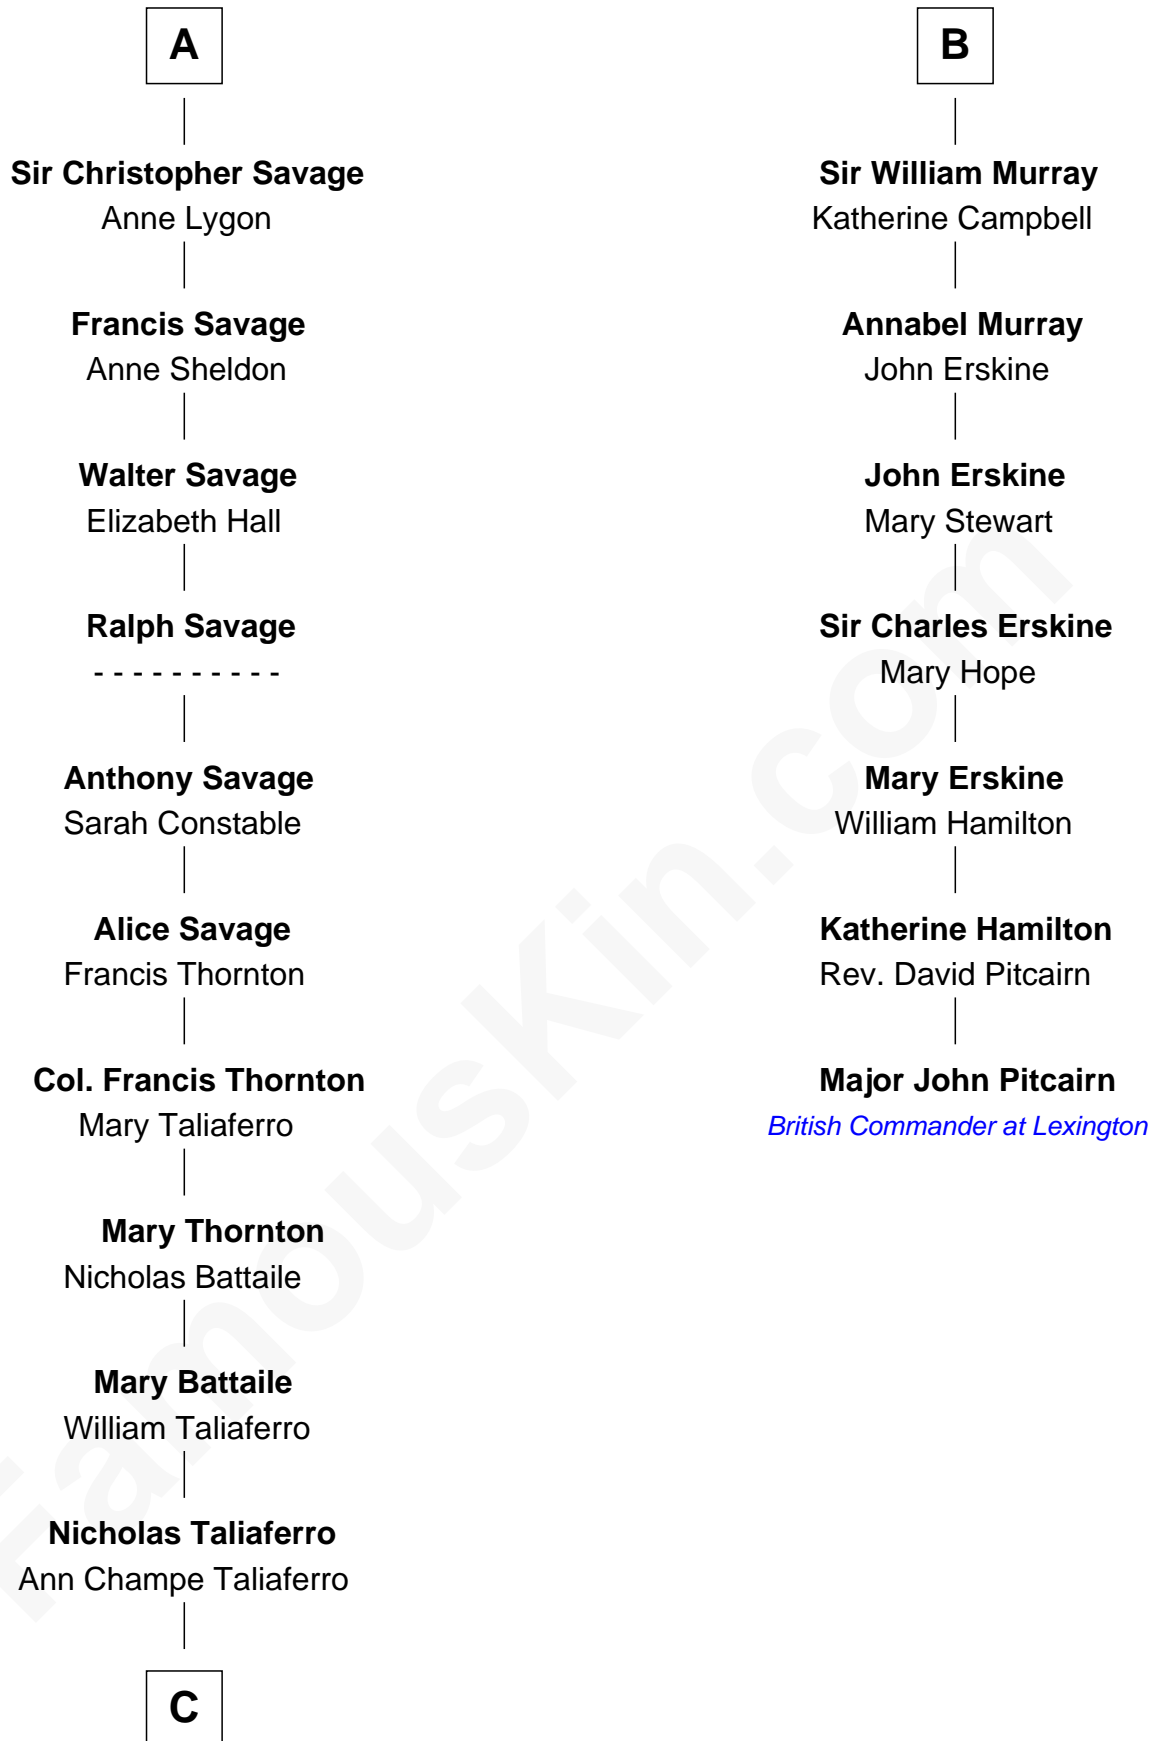 A
Sir Christopher Savage
Anne Lygon
Francis Savage
Anne Sheldon
Walter Savage
Elizabeth Hall
Ralph Savage
- - - - - - - - - -
Anthony Savage
Sarah Constable
Alice Savage
Francis Thornton
Col. Francis Thornton
Mary Taliaferro
Mary Thornton
Nicholas Battaile
Mary Battaile
William Taliaferro
Nicholas Taliaferro
Ann Champe Taliaferro
C
B
Sir William Murray
Katherine Campbell
Annabel Murray
John Erskine
John Erskine
Mary Stewart
Sir Charles Erskine
Mary Hope
Mary Erskine
William Hamilton
Katherine Hamilton
Rev. David Pitcairn
Major John Pitcairn
British Commander at Lexington
FamousKin.com